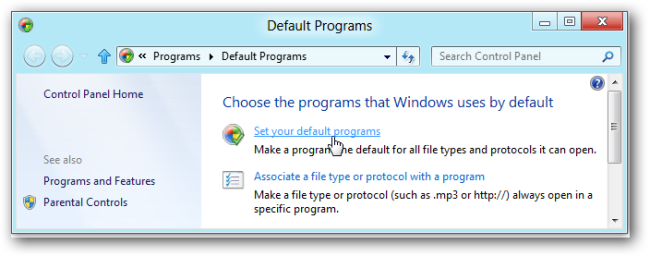 Default Programs
« Programs ▸ Default Programs
Search Control Panel
Control Panel Home
See also
Programs and Features
Parental Controls
Choose the programs that Windows uses by default
Set your default programs
Make a program the default for all file types and protocols it can open.
Associate a file type or protocol with a program
Make a file type or protocol (such as .mp3 or http://) always open in a
specific program.